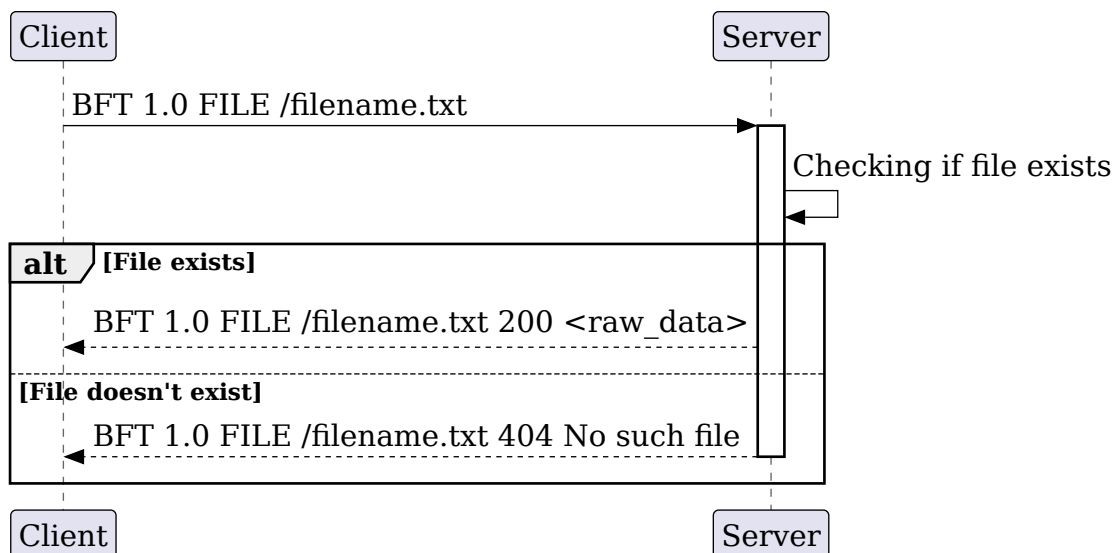 Client
Server
BFT 1.0 FILE /filename.txt
Checking if file exists
alt [File exists]
BFT 1.0 FILE /filename.txt 200 <raw_data>
[File doesn't exist]
BFT 1.0 FILE /filename.txt 404 No such file
Client
Server